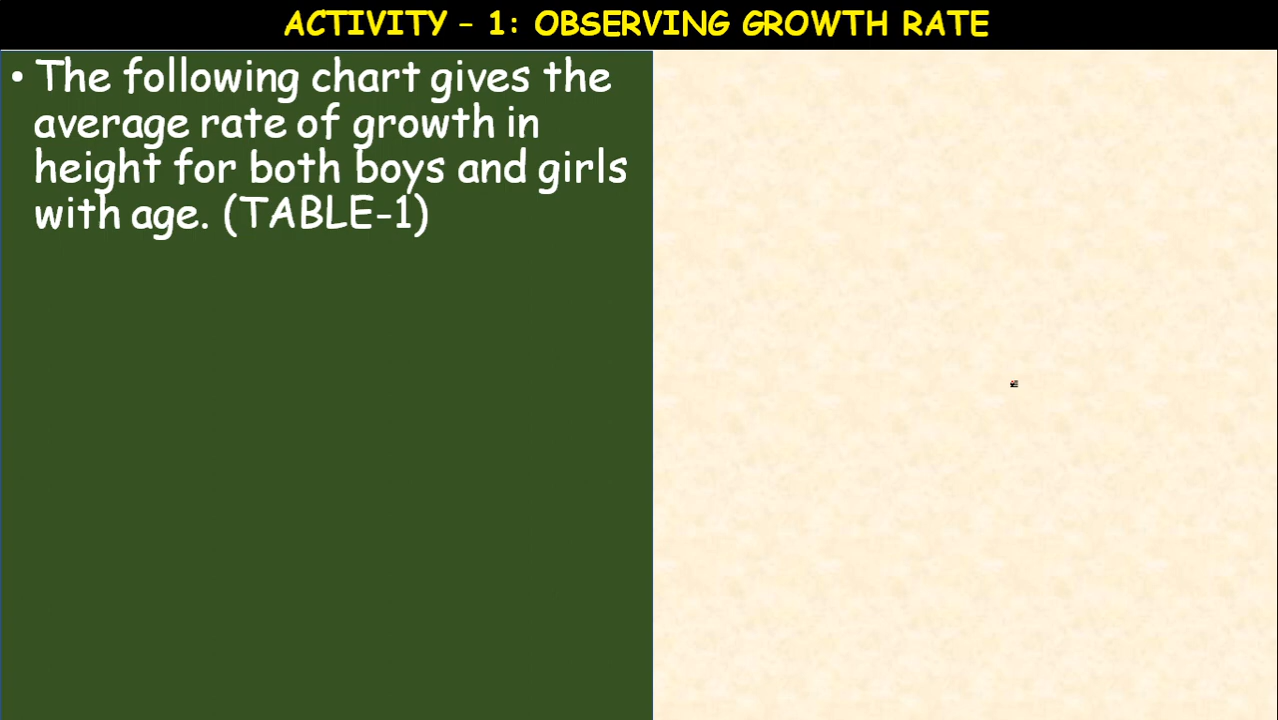 ACTIVITY – 1: OBSERVING GROWTH RATE
• The following chart gives the
average rate of growth in
height for both boys and girls
with age. (TABLE-1)